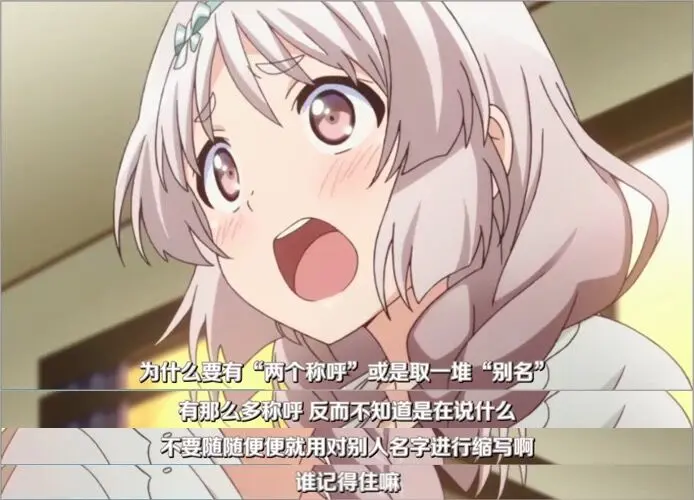 为什么要有“两个称呼”或是取一堆“别名”
有那么多称呼 反而不知道是在说什么
不要随随便便就用对别人名字进行缩写啊
谁记得住嘛